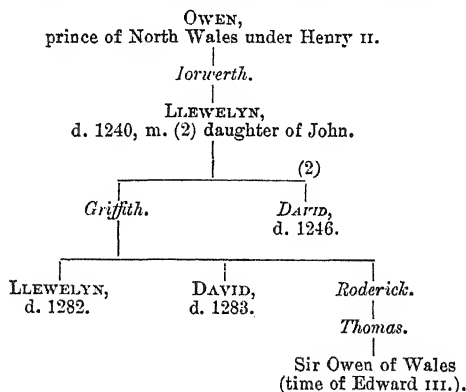 OWEN,
prince of North Wales under Henry II.
Iorwerth.
LLEWELYN,
d. 1240, m. (2) daughter of John.
(2)
Griffith.
DAVID,
d. 1246.
LLEWELYN,
d. 1282.
DAVID,
d. 1283.
Roderick.
Thomas.
Sir Owen of Wales
(time of Edward III.).